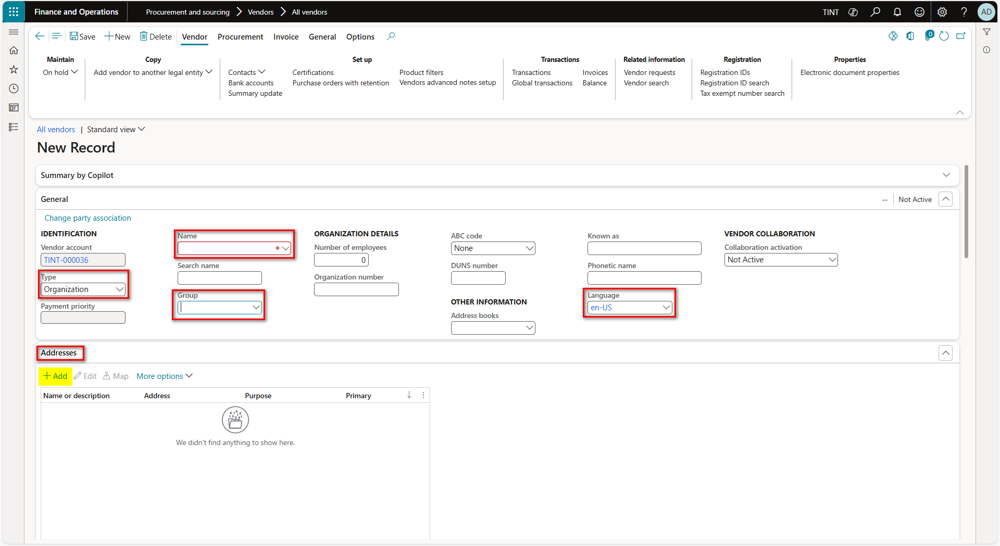 Finance and Operations
Procurement and sourcing
Vendors
All vendors
TINT
AD
Save
New
Delete
Vendor
Procurement
Invoice
General
Options
0
Maintain
On hold
Copy
Add vendor to another legal entity
Set up
Contacts
Bank accounts
Summary update
Certifications
Purchase orders with retention
Product filters
Vendors advanced notes setup
Transactions
Transactions
Global transactions
Invoices
Balance
Related information
Vendor requests
Vendor search
Registration
Registration IDs
Registration ID search
Tax exempt number search
Properties
Electronic document properties
All vendors | Standard view
New Record
Summary by Copilot
General
-- Not Active
Change party association
IDENTIFICATION
Vendor account
TINT-000036
Type
Organization
Payment priority
Name
*
Search name
Group
ORGANIZATION DETAILS
Number of employees
0
Organization number
ABC code
None
DUNS number
OTHER INFORMATION
Address books
Known as
Phonetic name
Language
en-US
VENDOR COLLABORATION
Collaboration activation
Not Active
Addresses
Add Edit Map More options
Name or description Address Purpose Primary
We didn't find anything to show here.